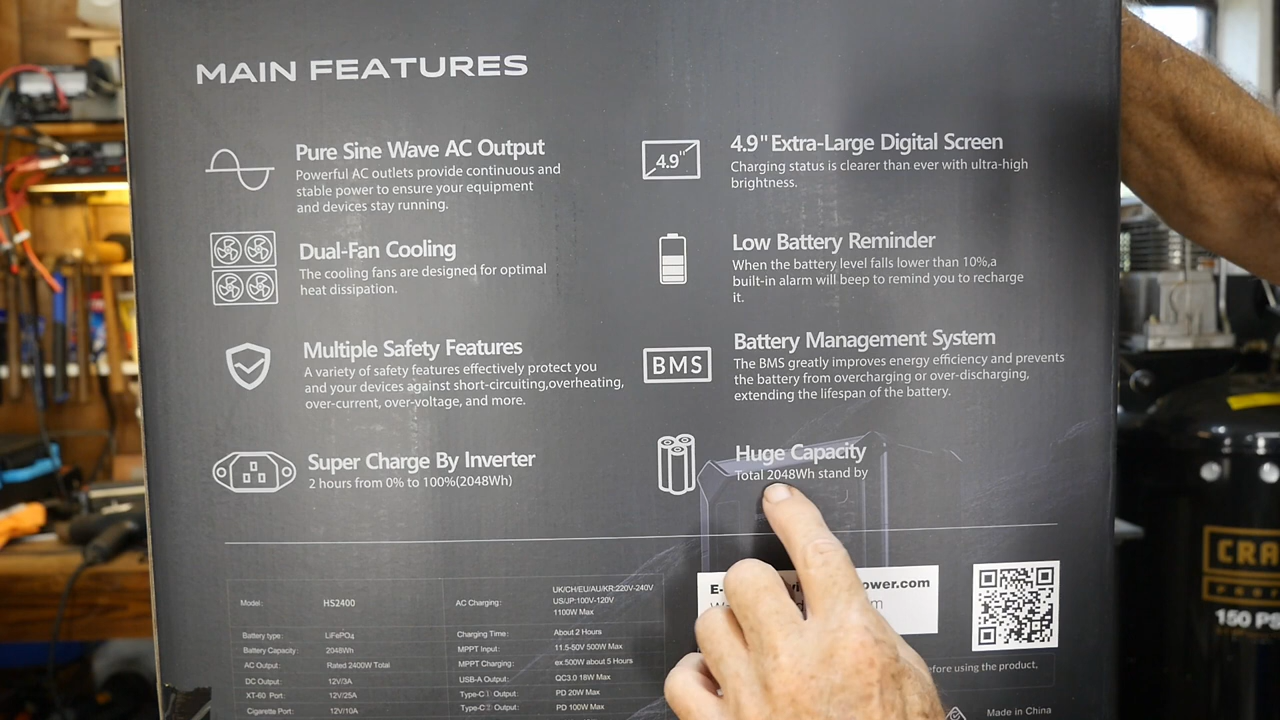 MAIN FEATURES
Pure Sine Wave AC Output
Powerful AC outlets provide continuous and
stable power to ensure your equipment
and devices stay running.
Dual-Fan Cooling
The cooling fans are designed for optimal
heat dissipation.
Multiple Safety Features
A variety of safety features effectively protect you
and your devices against short-circuiting,overheating,
over-current, over-voltage, and more.
Super Charge By Inverter
2 hours from 0% to 100%(2048Wh)
4.9"
4.9" Extra-Large Digital Screen
Charging status is clearer than ever with ultra-high
brightness.
Low Battery Reminder
When the battery level falls lower than 10%,a
built-in alarm will beep to remind you to recharge
it.
BMS
Battery Management System
The BMS greatly improves energy efficiency and prevents
the battery from overcharging or over-discharging,
extending the lifespan of the battery.
Huge Capacity
Total 2048Wh stand by
Model: HS2400
Battery type: LiFePO4
Battery Capacity: 2048Wh
AC Output: Rated 2400W Total
DC Output: 12V/3A
XT-60 Port: 12V/25A
Cigarette Port: 12V/10A
AC Charging: UK/CH/EU/AU/KR:220V-240V
US/JP:100V-120V
1100W Max
Charging Time: About 2 Hours
MPPT Input: 11.5-50V 500W Max
MPPT Charging: ex.500W about 5 Hours
USB-A Output: QC3.0 18W Max
Type-C① Output: PD 20W Max
Type-C② Output: PD 100W Max
E-
ower.com
m
before using the product,
Made in China
CRA
150 PS